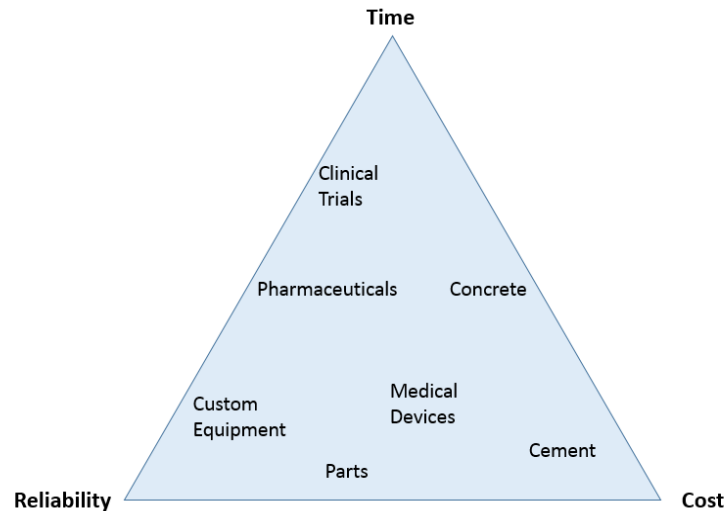 Time
Clinical
Trials
Pharmaceuticals
Concrete
Medical
Devices
Custom
Equipment
Cement
Parts
Reliability
Cost